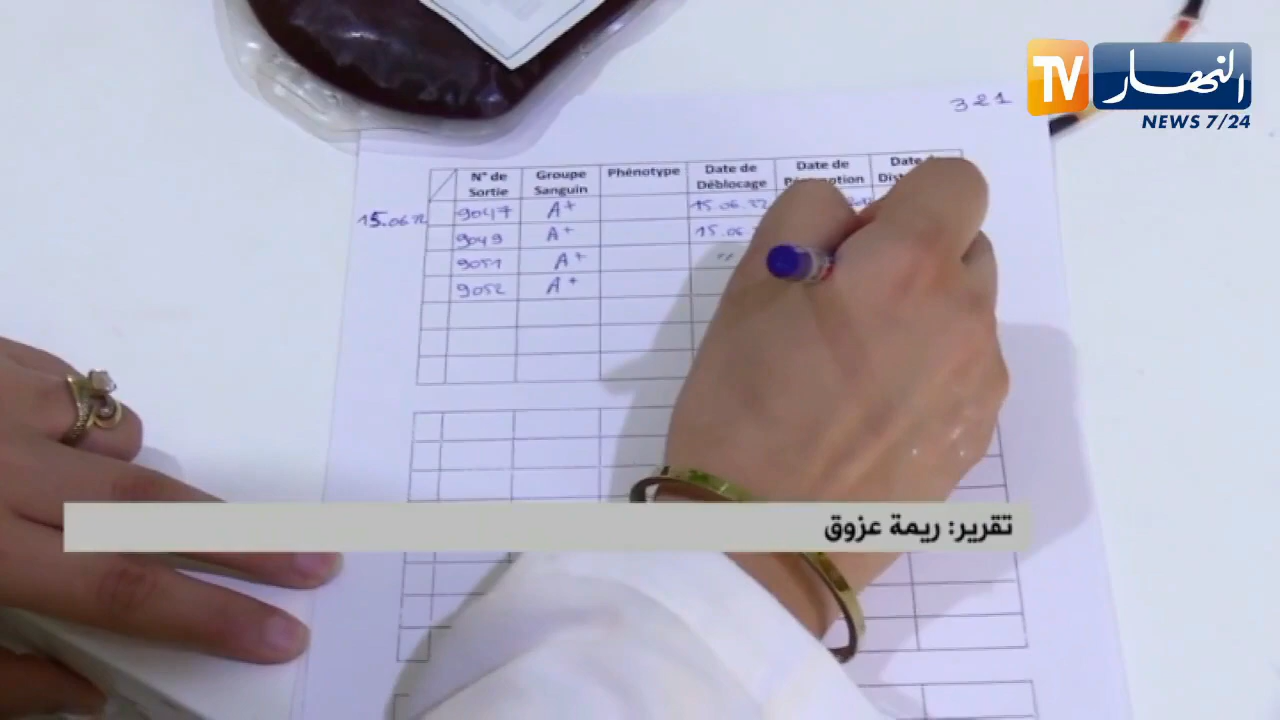 TV النهار
NEWS 7/24
321
N° de Sortie Groupe Sanguin Phénotype Date de Déblocage Date de Date
15.06.22 9047 A+ 15.06.22
9049 A+ 15.06.
9051 A+ "
9052 A+
تقرير: ريمة عزوق